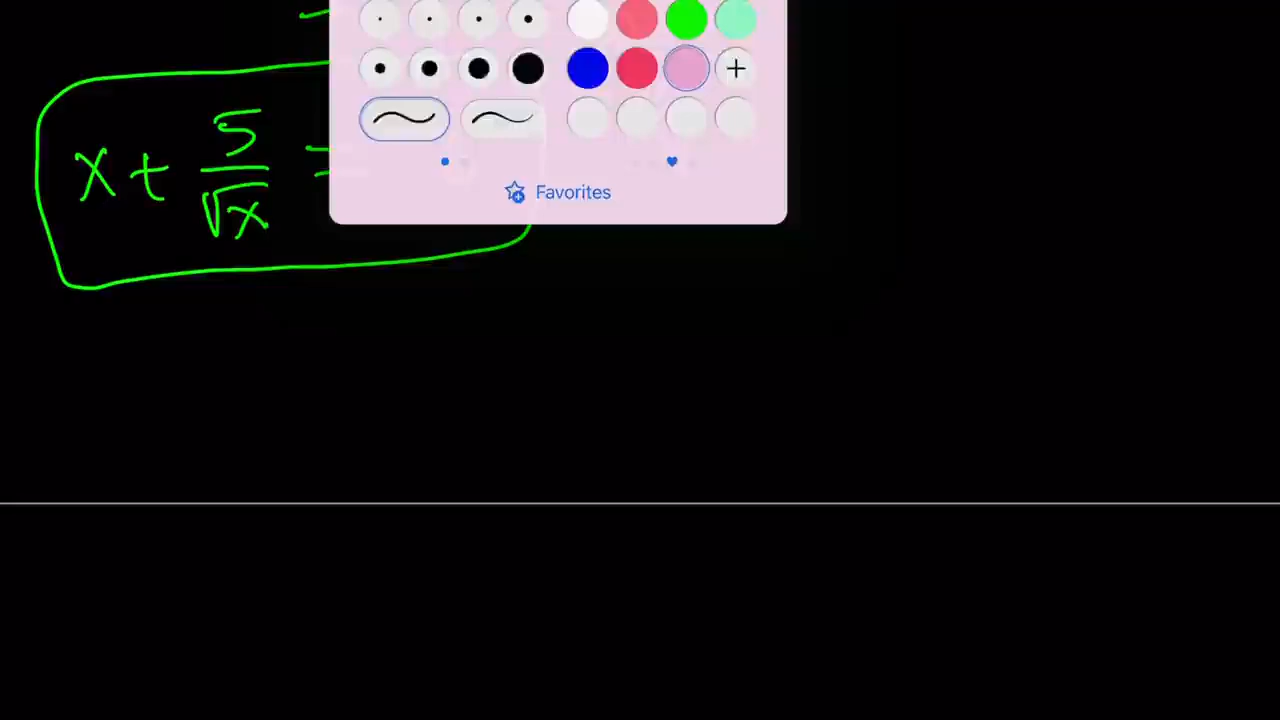 x + 5/√x =
Favorites